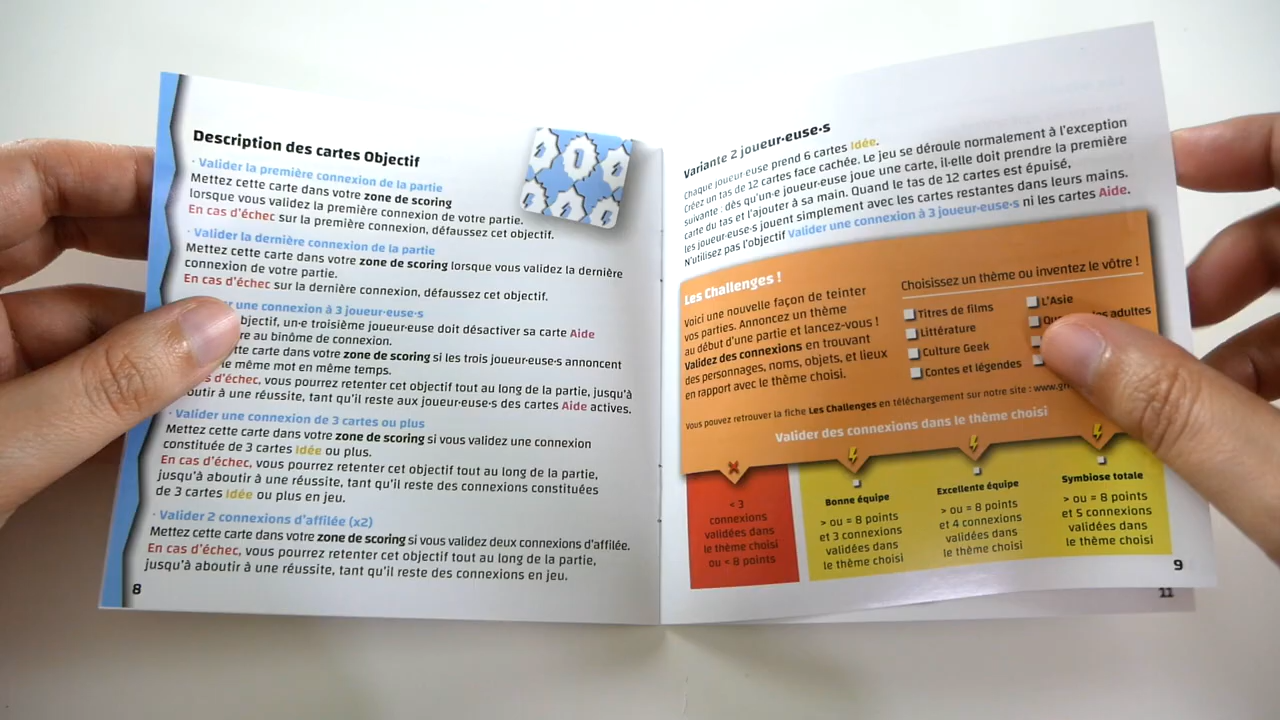 Description des cartes Objectif
· Valider la première connexion de la partie
Mettez cette carte dans votre zone de scoring
lorsque vous validez la première connexion de votre partie.
En cas d'échec sur la première connexion, défaussez cet objectif.
· Valider la dernière connexion de la partie
Mettez cette carte dans votre zone de scoring lorsque vous validez la dernière
connexion de votre partie.
En cas d'échec sur la dernière connexion, défaussez cet objectif.
une connexion à 3 joueur·euse·s
bjectif, un·e troisième joueur·euse doit désactiver sa carte Aide
re au binôme de connexion.
tte carte dans votre zone de scoring si les trois joueur·euse·s annoncent
le même mot en même temps.
s d'échec, vous pourrez retenter cet objectif tout au long de la partie, jusqu'à
outir à une réussite, tant qu'il reste aux joueur·euse·s des cartes Aide actives.
· Valider une connexion de 3 cartes ou plus
Mettez cette carte dans votre zone de scoring si vous validez une connexion
constituée de 3 cartes Idée ou plus.
En cas d'échec, vous pourrez retenter cet objectif tout au long de la partie,
jusqu'à aboutir à une réussite, tant qu'il reste des connexions constituées
de 3 cartes Idée ou plus en jeu.
· Valider 2 connexions d'affilée (x2)
Mettez cette carte dans votre zone de scoring si vous validez deux connexions d'affilée.
En cas d'échec, vous pourrez retenter cet objectif tout au long de la partie,
jusqu'à aboutir à une réussite, tant qu'il reste des connexions en jeu.
8
Variante 2 joueur·euse·s
Chaque joueur·euse prend 6 cartes Idée.
Créez un tas de 12 cartes face cachée. Le jeu se déroule normalement à l'exception
suivante : dès qu'un·e joueur·euse joue une carte, il·elle doit prendre la première
carte du tas et l'ajouter à sa main. Quand le tas de 12 cartes est épuisé,
les joueur·euse·s jouent simplement avec les cartes restantes dans leurs mains.
N'utilisez pas l'objectif Valider une connexion à 3 joueur·euse·s ni les cartes Aide.
Les Challenges !
Voici une nouvelle façon de teinter
vos parties. Annoncez un thème
au début d'une partie et lancez-vous !
Validez des connexions en trouvant
des personnages, noms, objets, et lieux
en rapport avec le thème choisi.
Choisissez un thème ou inventez le vôtre !
Titres de films
Littérature
Culture Geek
Contes et légendes
L'Asie
adultes
Vous pouvez retrouver la fiche Les Challenges en téléchargement sur notre site : www.
Valider des connexions dans le thème choisi
< 3
connexions
validées dans
le thème choisi
ou < 8 points
Bonne équipe
> ou = 8 points
et 3 connexions
validées dans
le thème choisi
Excellente équipe
> ou = 8 points
et 4 connexions
validées dans
le thème choisi
Symbiose totale
> ou = 8 points
et 5 connexions
validées dans
le thème choisi
9
11